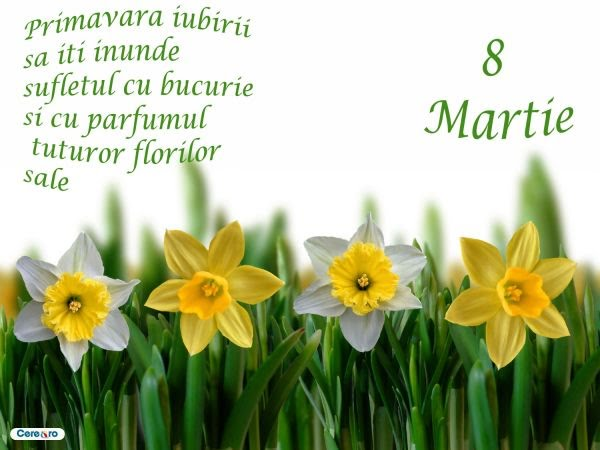 Primavara iubirii
sa iti inunde
sufletul cu bucurie
si cu parfumul
tuturor florilor
sale
8
Martie
Cere.ro